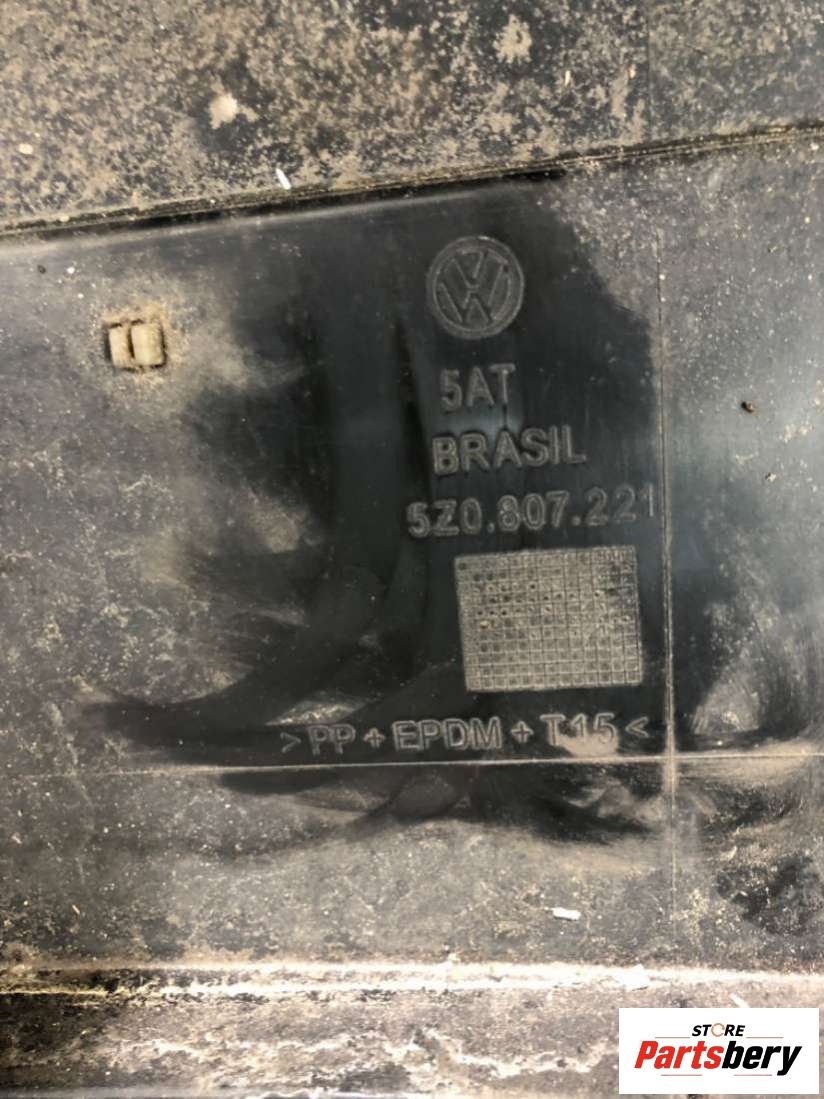 5AT
BRASIL
5Z0.807.221
> PP + EPDM + T15 <
STORE
Partsbery